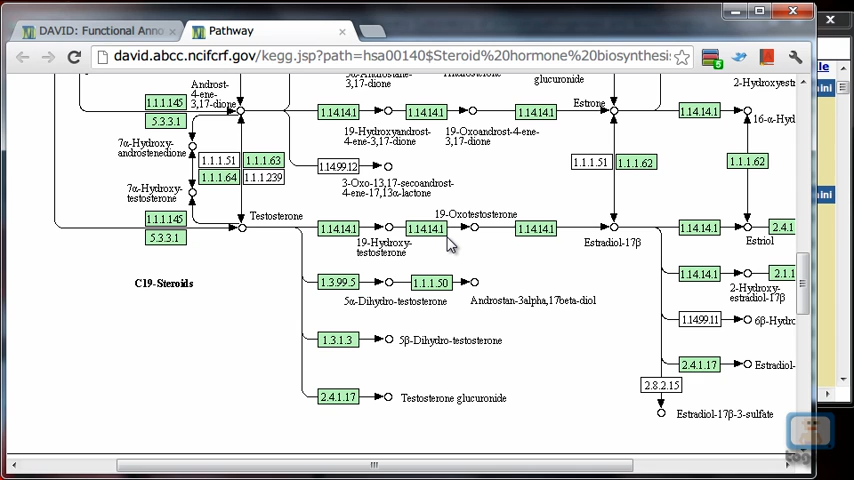 DAVID: Functional Anno
Pathway
david.abcc.ncifcrf.gov/kegg.jsp?path=hsa00140$Steroid%20hormone%20biosynthesis
5
Androst-
4-ene-
3,17-dione
3,17-dione
glucuronide
2-Hydroxyest
1.1.1.145
5.3.3.1
1.14.14.1
1.14.14.1
1.14.14.1
Estrone
1.14.14.1
19-Hydroxyandrost-
4-ene-3,17-dione
19-Oxoandrost-4-ene-
3,17-dione
16-α-Hyd
7α-Hydroxy-
androstenedione
1.1.1.51
1.1.1.63
1.1.1.64
1.1.1.239
1.14.99.12
3-Oxo-13,17-secoandrost-
4-ene-17,13α-lactone
1.1.1.51
1.1.1.62
1.1.1.62
7α-Hydroxy-
testosterone
1.1.1.145
5.3.3.1
Testosterone
1.14.14.1
1.14.14.1
19-Oxotestosterone
1.14.14.1
1.14.14.1
2.4.1
19-Hydroxy-
testosterone
Estradiol-17β
Estriol
C19-Steroids
1.3.99.5
1.1.1.50
5α-Dihydro-testosterone
Androstan-3alpha,17beta-diol
1.14.14.1
2.1.1
2-Hydroxy-
estradiol-17β
1.3.1.3
5β-Dihydro-testosterone
1.14.99.11
6β-Hydro
2.4.1.17
Testosterone glucuronide
2.4.1.17
Estradiol-
2.8.2.15
Estradiol-17β-3-sulfate